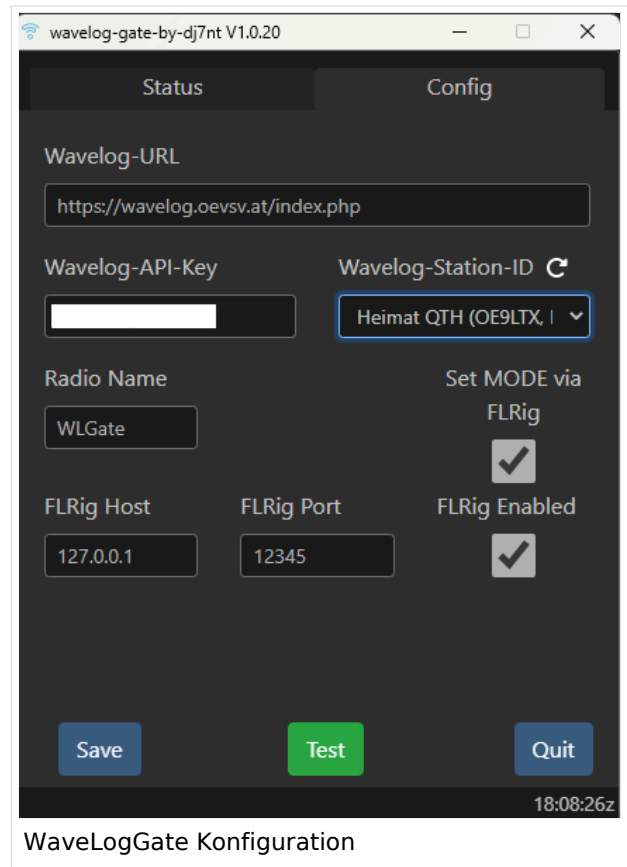 wavelog-gate-by-dj7nt V1.0.20
Status Config
Wavelog-URL
https://wavelog.oevsv.at/index.php
Wavelog-API-Key Wavelog-Station-ID
Heimat QTH (OE9LTX,
Radio Name Set MODE via
FLRig
WLGate
FLRig Host FLRig Port FLRig Enabled
127.0.0.1 12345
Save Test Quit
18:08:26z
WaveLogGate Konfiguration